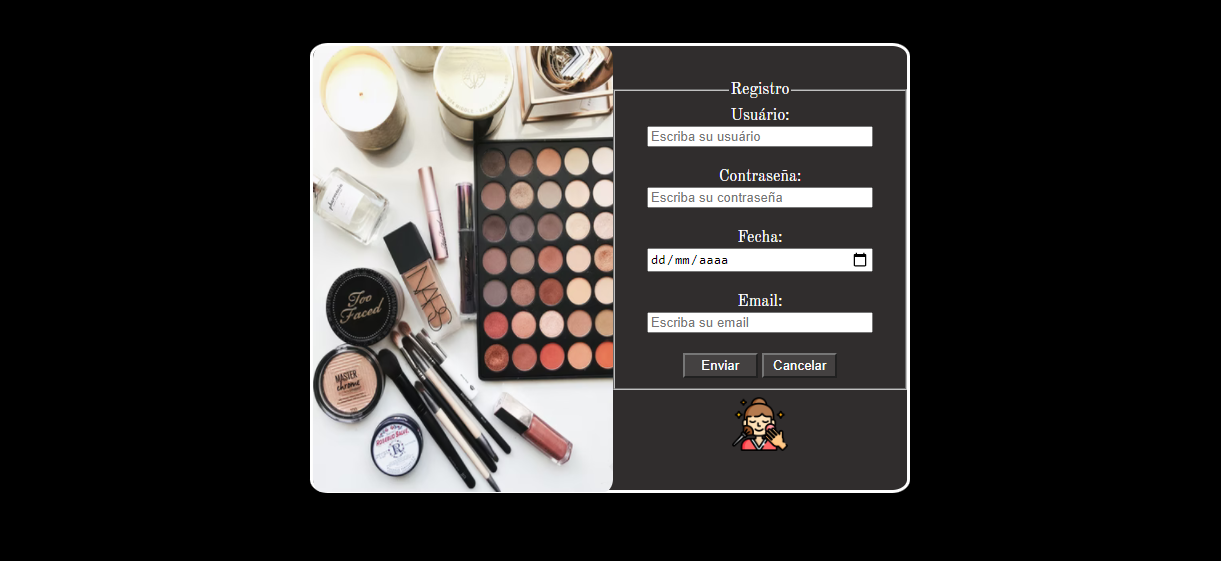 Registro
Usuário:
Escriba su usuário
Contraseña:
Escriba su contraseña
Fecha:
dd/mm/aaaa
Email:
Escriba su email
Enviar Cancelar
NARS
Too
Faced
MASTER
chrome
ROSEBUD SALVE
R